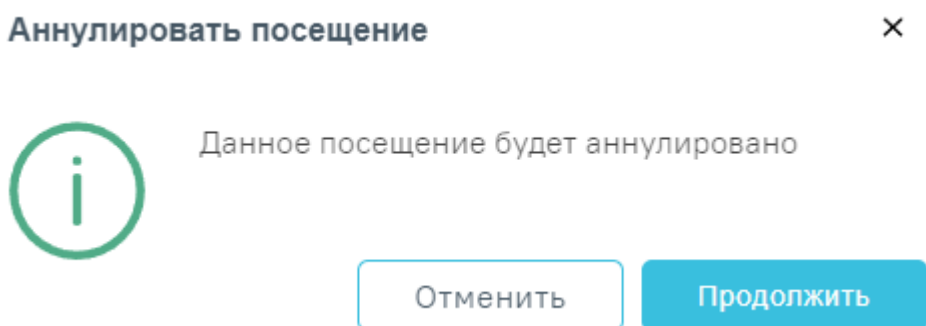 Аннулировать посещение
Данное посещение будет аннулировано
Отменить
Продолжить